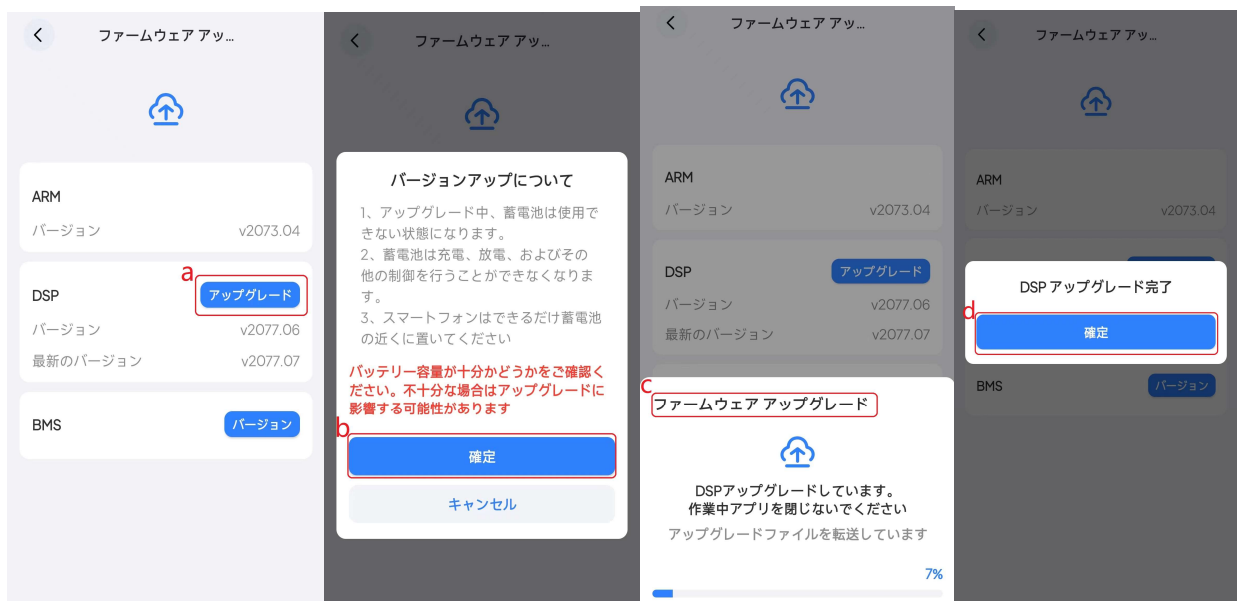 ファームウェア アッ...
ARM
バージョン v2073.04
a
DSP アップグレード
バージョン v2077.06
最新のバージョン v2077.07
BMS バージョン
ファームウェア アッ...
バージョンアップについて
1、アップグレード中、蓄電池は使用で
きない状態になります。
2、蓄電池は充電、放電、およびその
他の制御を行うことができなくなりま
す。
3、スマートフォンはできるだけ蓄電池
の近くに置いてください
バッテリー容量が十分かどうかをご確認く
ださい。不十分な場合はアップグレードに
影響する可能性があります
b
確定
キャンセル
ファームウェア アッ...
ARM
バージョン v2073.04
DSP アップグレード
バージョン v2077.06
最新のバージョン v2077.07
c
ファームウェア アップグレード
DSPアップグレードしています。
作業中アプリを閉じないでください
アップグレードファイルを転送しています
7%
ファームウェア アッ...
ARM
バージョン v2073.04
DSP アップグレード完了
d
確定
BMS バージョン